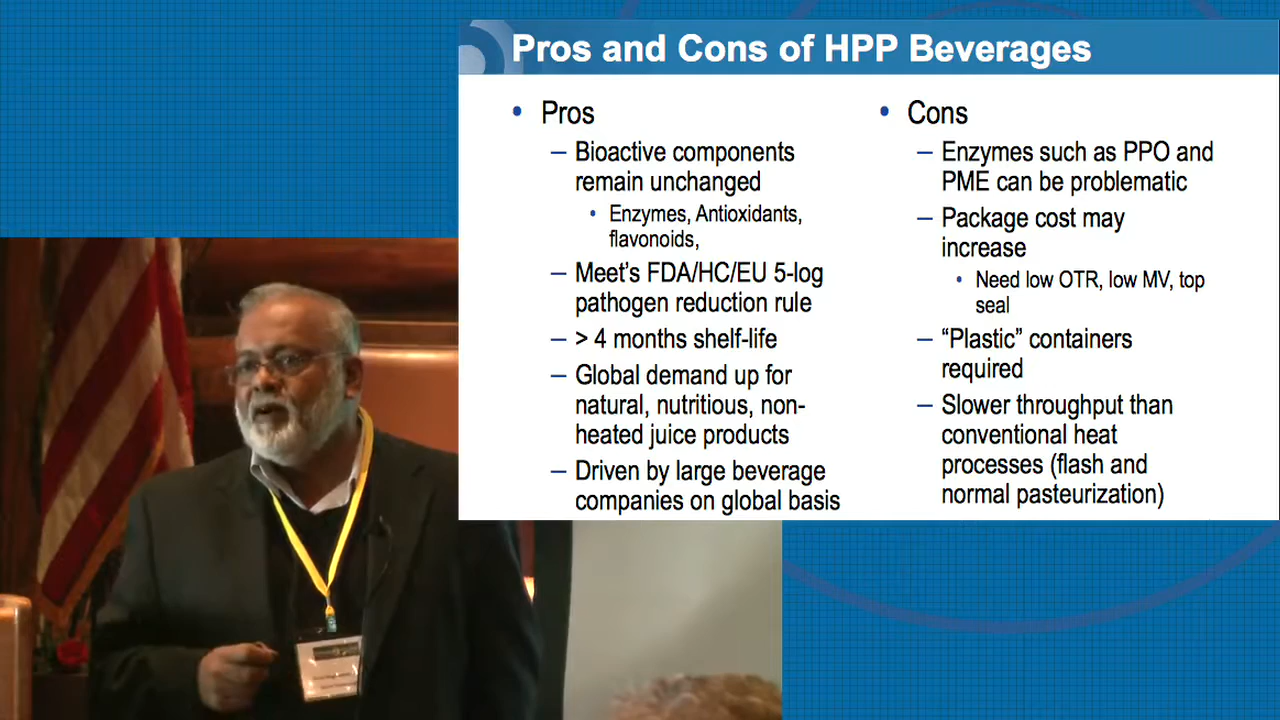 Pros and Cons of HPP Beverages
• Pros
– Bioactive components
remain unchanged
• Enzymes, Antioxidants,
flavonoids,
– Meet's FDA/HC/EU 5-log
pathogen reduction rule
– > 4 months shelf-life
– Global demand up for
natural, nutritious, non-
heated juice products
– Driven by large beverage
companies on global basis
• Cons
– Enzymes such as PPO and
PME can be problematic
– Package cost may
increase
• Need low OTR, low MV, top
seal
– “Plastic” containers
required
– Slower throughput than
conventional heat
processes (flash and
normal pasteurization)